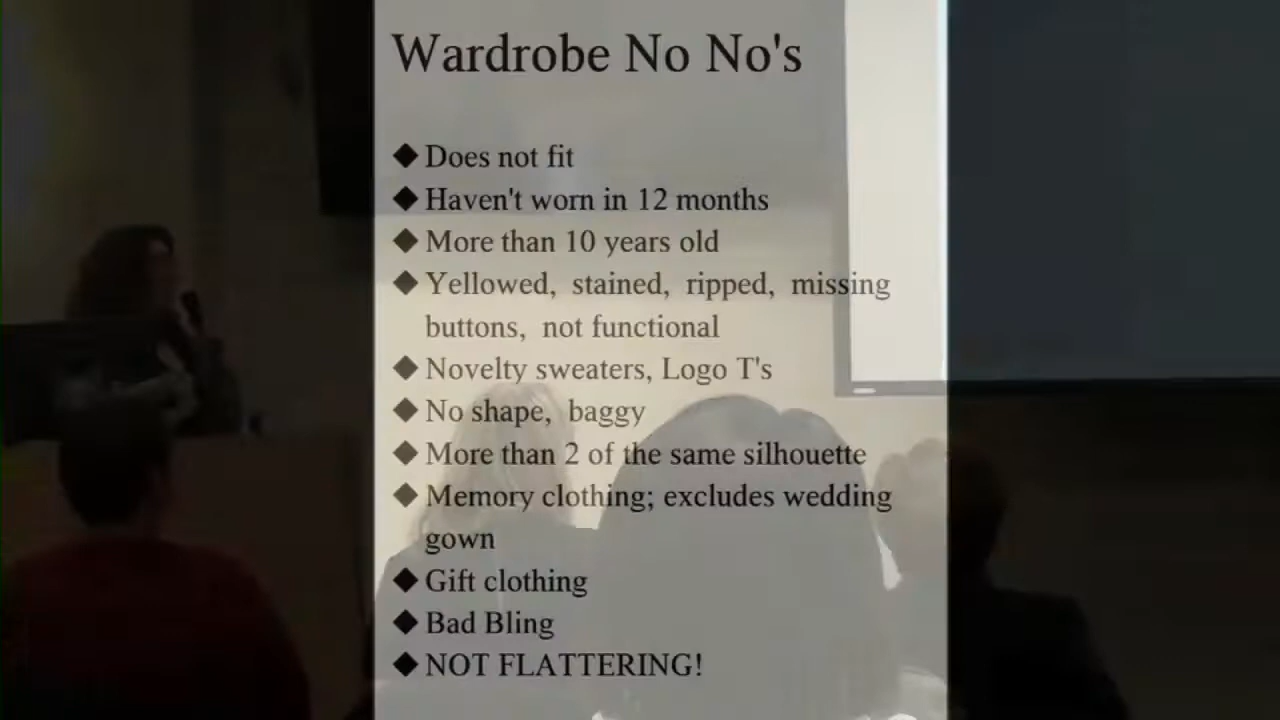 Wardrobe No No's
◆ Does not fit
◆ Haven't worn in 12 months
◆ More than 10 years old
◆ Yellowed, stained, ripped, missing
buttons, not functional
◆ Novelty sweaters, Logo T's
◆ No shape, baggy
◆ More than 2 of the same silhouette
◆ Memory clothing; excludes wedding
gown
◆ Gift clothing
◆ Bad Bling
◆ NOT FLATTERING!